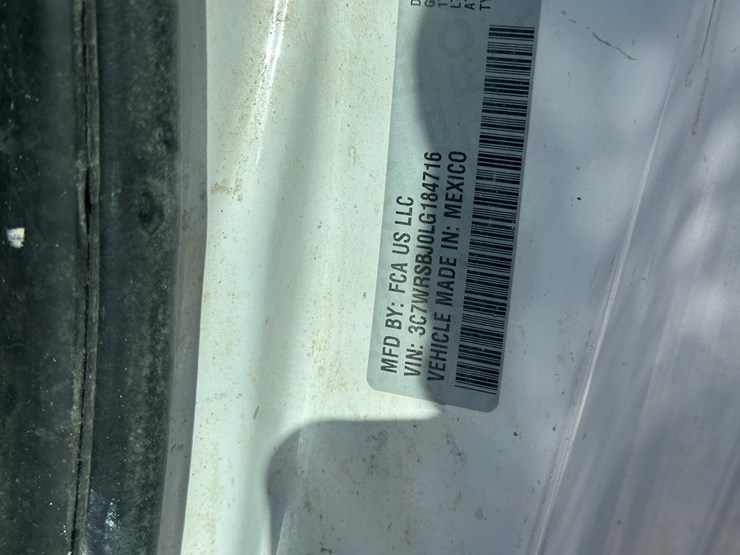 MFD BY: FCA US LLC
VIN: 3C7WRSBJ0LG184716
VEHICLE MADE IN: MEXICO